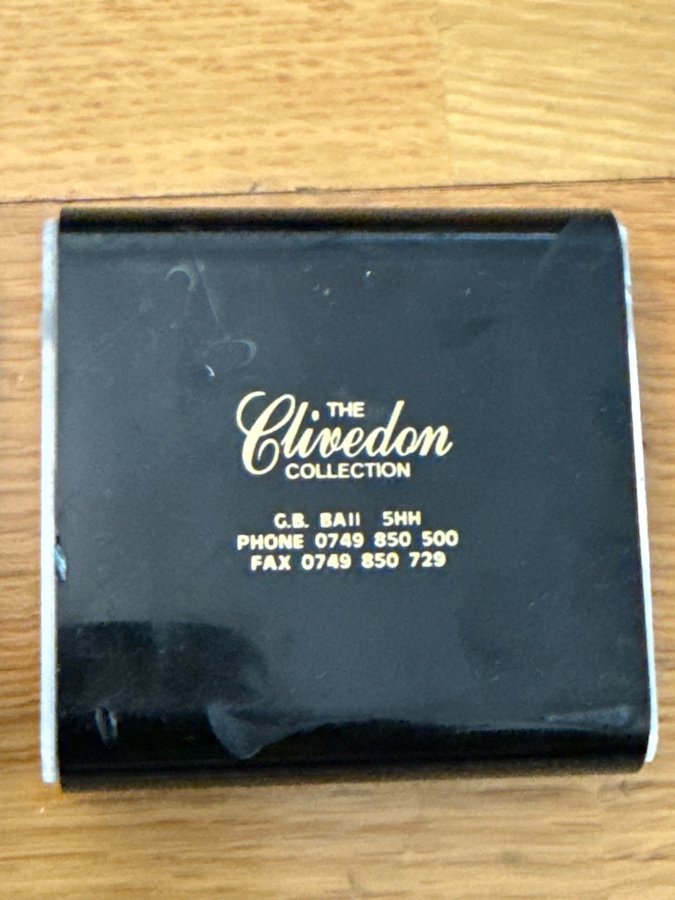 THE
Clivedon
COLLECTION
G.B. BA11 5HH
PHONE 0749 850 500
FAX 0749 850 729